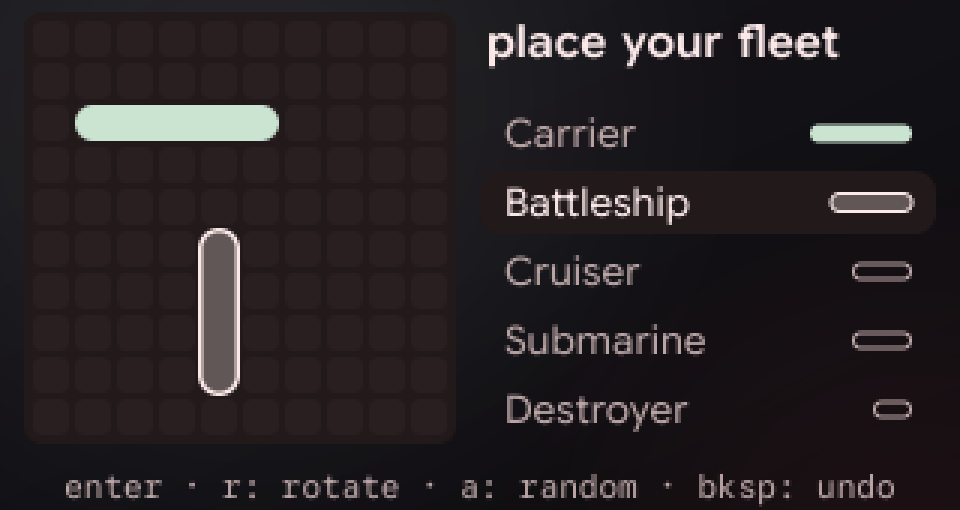 place your fleet
Carrier
Battleship
Cruiser
Submarine
Destroyer
enter · r: rotate · a: random · bksp: undo